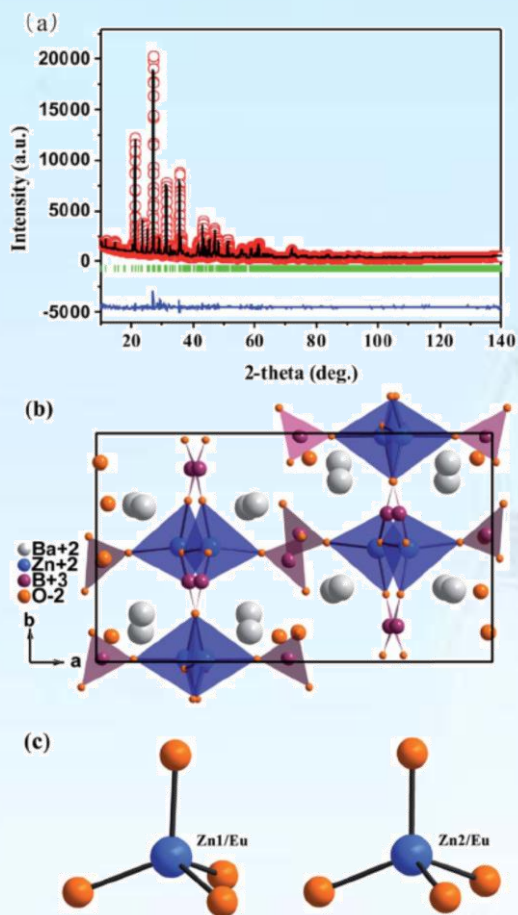 (a)
20000
15000
10000
5000
0
-5000
Intensity (a.u.)
20 40 60 80 100 120 140
2-theta (deg.)
(b)
Ba+2
Zn+2
B+3
O-2
b
a
(c)
Zn1/Eu
Zn2/Eu